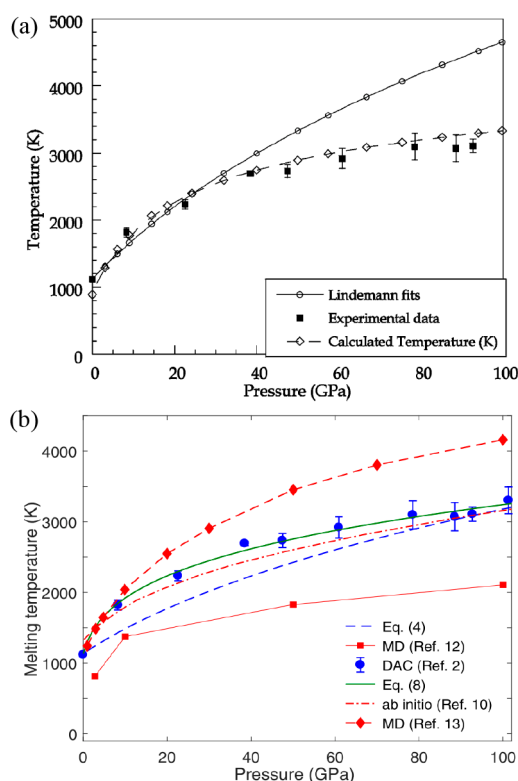 (a)
5000
4000
3000
2000
1000
0
Temperature (K)
Lindemann fits
Experimental data
Calculated Temperature (K)
0 20 40 60 80 100
Pressure (GPa)
(b)
4000
3000
2000
1000
0
Melting temperature (K)
Eq. (4)
MD (Ref. 12)
DAC (Ref. 2)
Eq. (8)
ab initio (Ref. 10)
MD (Ref. 13)
0 20 40 60 80 100
Pressure (GPa)